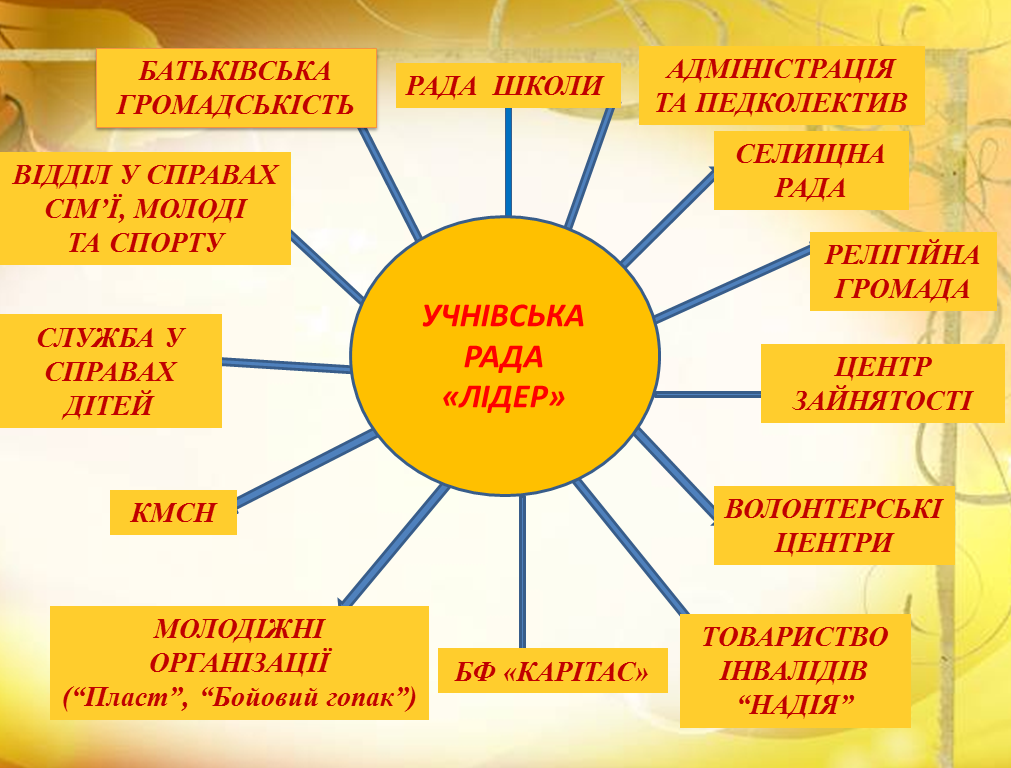 БАТЬКІВСЬКА
ГРОМАДСЬКІСТЬ
РАДА ШКОЛИ
АДМІНІСТРАЦІЯ
ТА ПЕДКОЛЕКТИВ
СЕЛИЩНА
РАДА
ВІДДІЛ У СПРАВАХ
СІМ’Ї, МОЛОДІ
ТА СПОРТУ
РЕЛІГІЙНА
ГРОМАДА
УЧНІВСЬКА
РАДА
«ЛІДЕР»
СЛУЖБА У
СПРАВАХ
ДІТЕЙ
ЦЕНТР
ЗАЙНЯТОСТІ
КМСН
ВОЛОНТЕРСЬКІ
ЦЕНТРИ
МОЛОДІЖНІ
ОРГАНІЗАЦІЇ
(“Пласт”, “Бойовий гопак”)
БФ «КАРІТАС»
ТОВАРИСТВО
ІНВАЛІДІВ
“НАДІЯ”